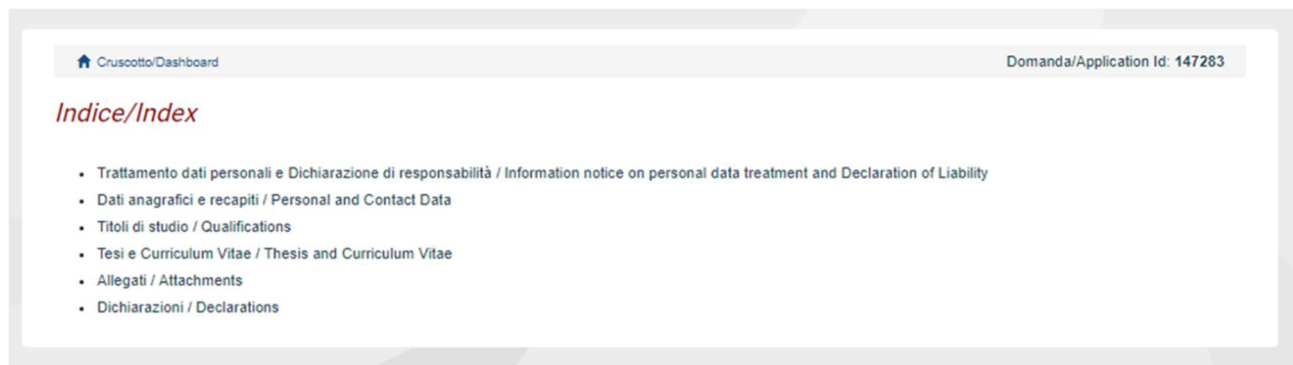 Cruscotto/Dashboard
Domanda/Application Id: 147283
Indice/Index
Trattamento dati personali e Dichiarazione di responsabilità / Information notice on personal data treatment and Declaration of Liability
Dati anagrafici e recapiti / Personal and Contact Data
Titoli di studio / Qualifications
Tesi e Curriculum Vitae / Thesis and Curriculum Vitae
Allegati / Attachments
Dichiarazioni / Declarations